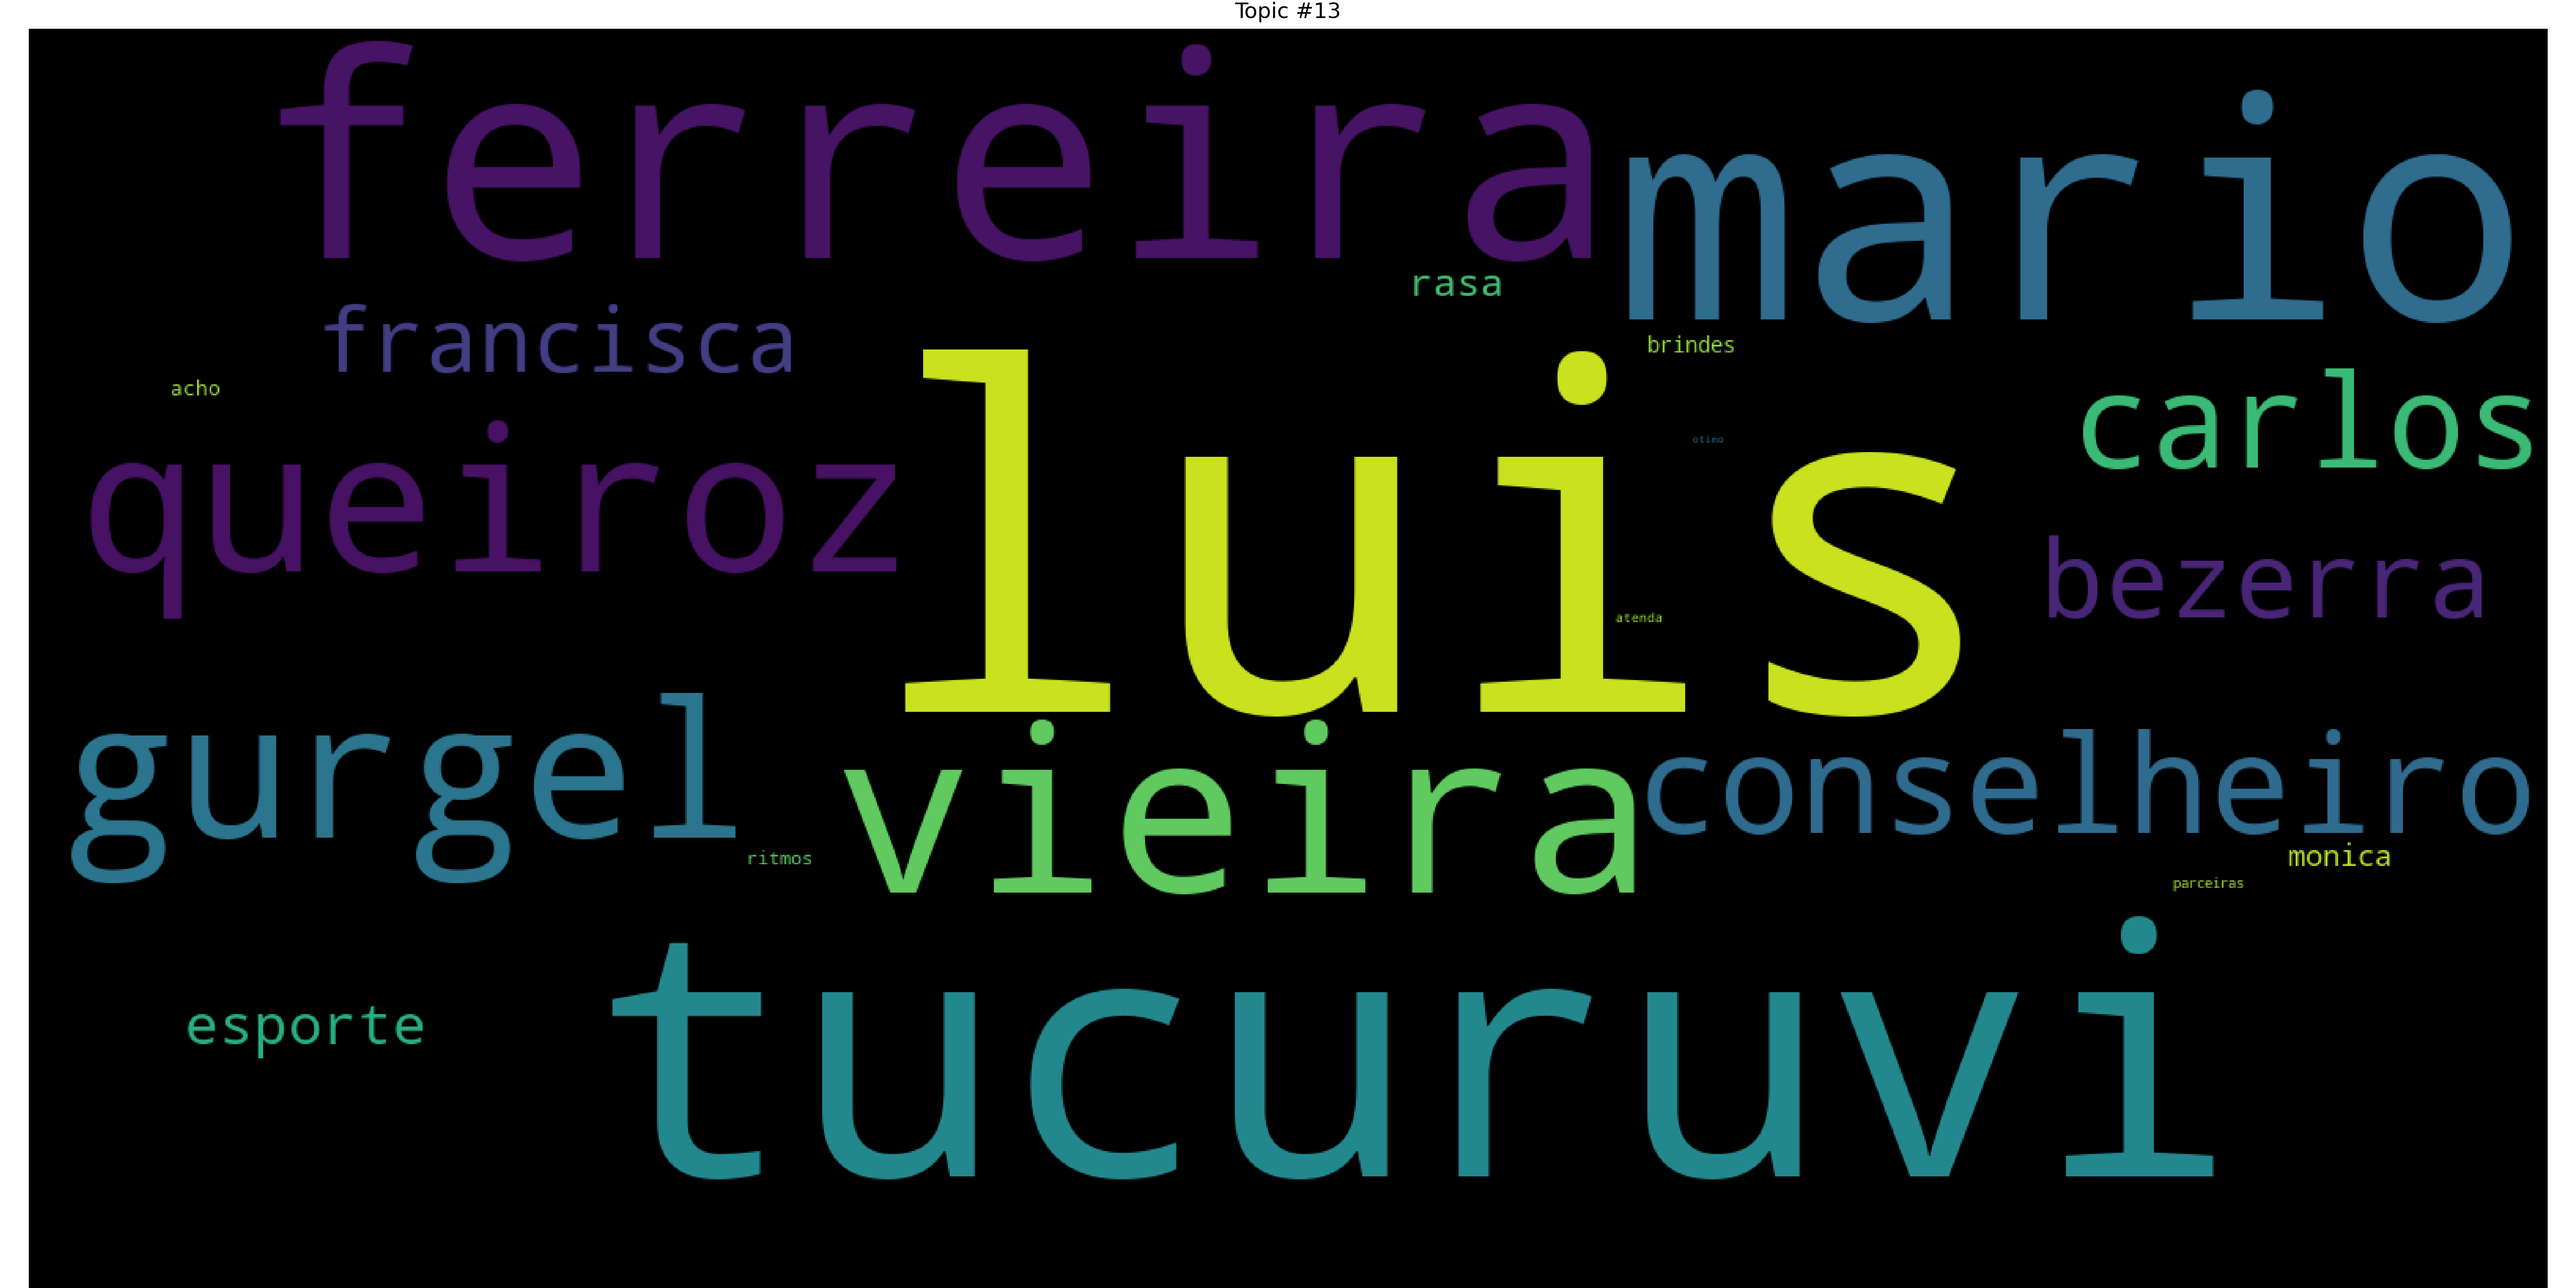 Topic #13
ferreira
mario
rasa
francisca
brindes
acho
carlos
queiroz
luis
otimo
bezerra
atenda
gurgel
vieira
conselheiro
ritmos
monica
parceiras
esporte
tucuruvi